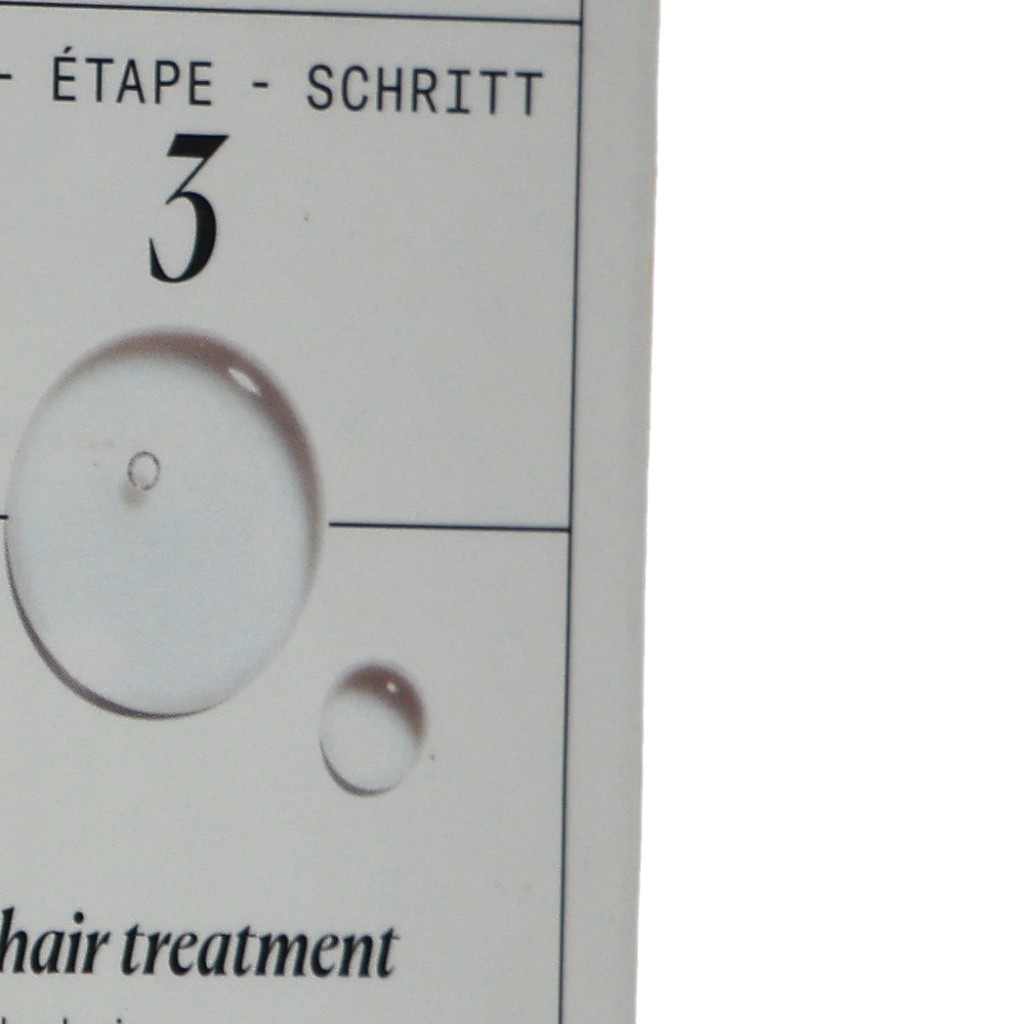 - ÉTAPE - SCHRITT
3
hair treatment